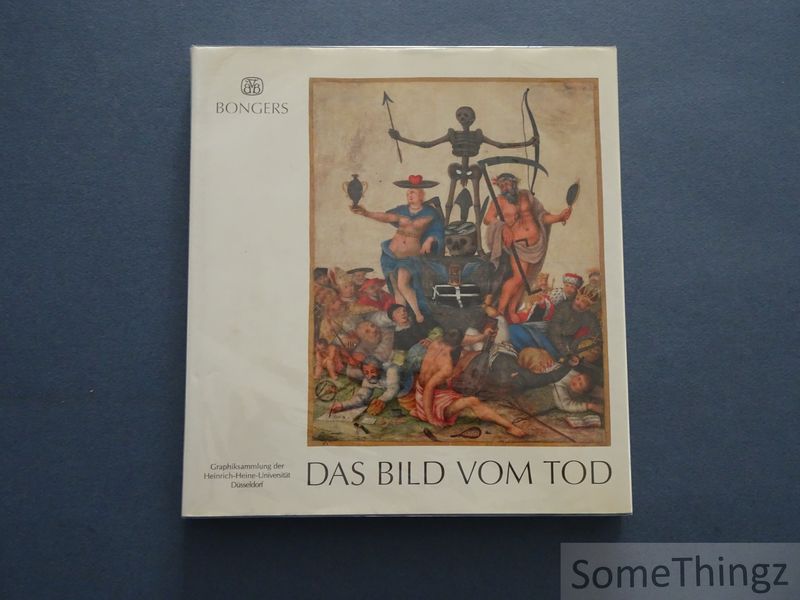 BONGERS
Graphiksammlung der
Heinrich-Heine-Universität
Düsseldorf
DAS BILD VOM TOD
SomeThingz